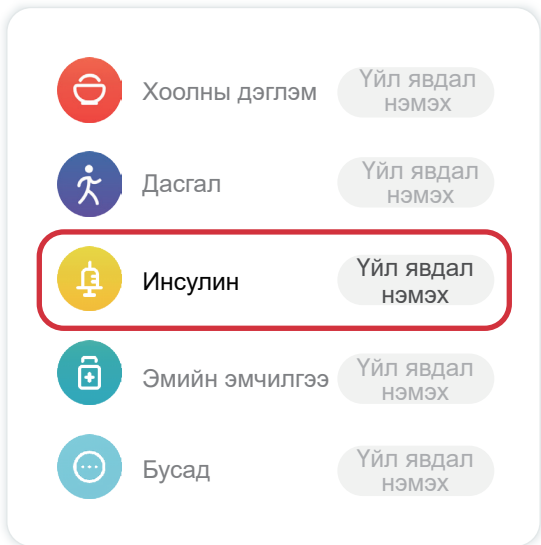 Хоолны дэглэм
Үйл явдал
нэмэх
Дасгал
Үйл явдал
нэмэх
Инсулин
Үйл явдал
нэмэх
Эмийн эмчилгээ
Үйл явдал
нэмэх
Бусад
Үйл явдал
нэмэх